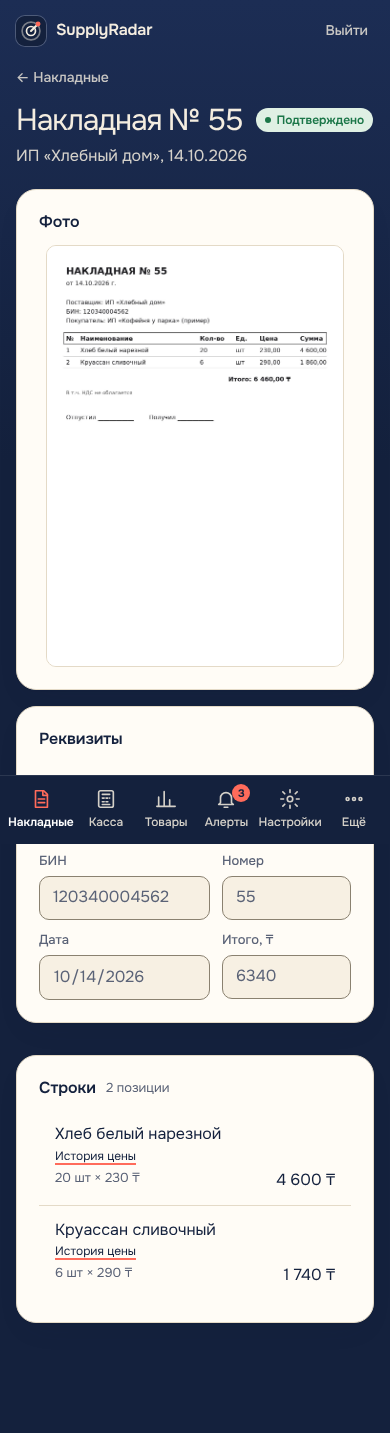 SupplyRadar
Выйти
← Накладные
Накладная № 55
Подтверждено
ИП «Хлебный дом», 14.10.2026
Фото
НАКЛАДНАЯ № 55
от 14.10.2026 г.
Поставщик: ИП «Хлебный дом»
БИН: 120340004562
Покупатель: ИП «Кофейня у парка» (пример)
№ Наименование Кол-во Ед. Цена Сумма
1 Хлеб белый нарезной 20 шт 230,00 4 600,00
2 Круассан сливочный 6 шт 290,00 1 860,00
Итого: 6 460,00 ₸
В т.ч. НДС не облагается
Отпустил Получил
Реквизиты
3
Накладные Касса Товары Алерты Настройки Ещё
БИН Номер
120340004562 55
Дата Итого, ₸
10/14/2026 6340
Строки 2 позиции
Хлеб белый нарезной
История цены
20 шт × 230 ₸ 4 600 ₸
Круассан сливочный
История цены
6 шт × 290 ₸ 1 740 ₸